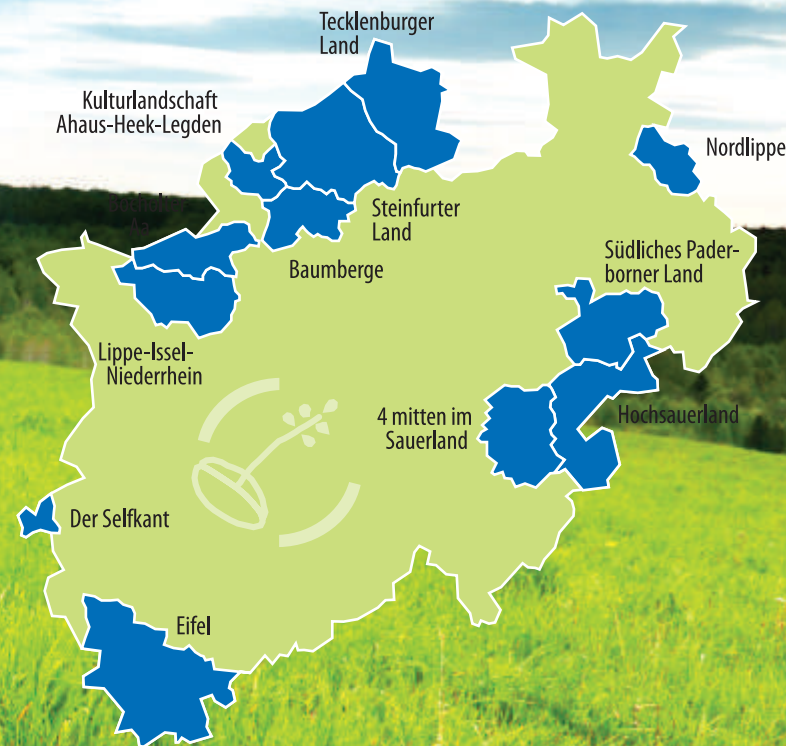 Tecklenburger
Land
Kulturlandschaft
Ahaus-Heek-Legden
Nordlippe
Steinfurter
Land
Baumberge
Südliches Pader-
borner Land
Lippe-Issel-
Niederrhein
4 mitten im
Sauerland
Hochsauerland
Der Selfkant
Eifel